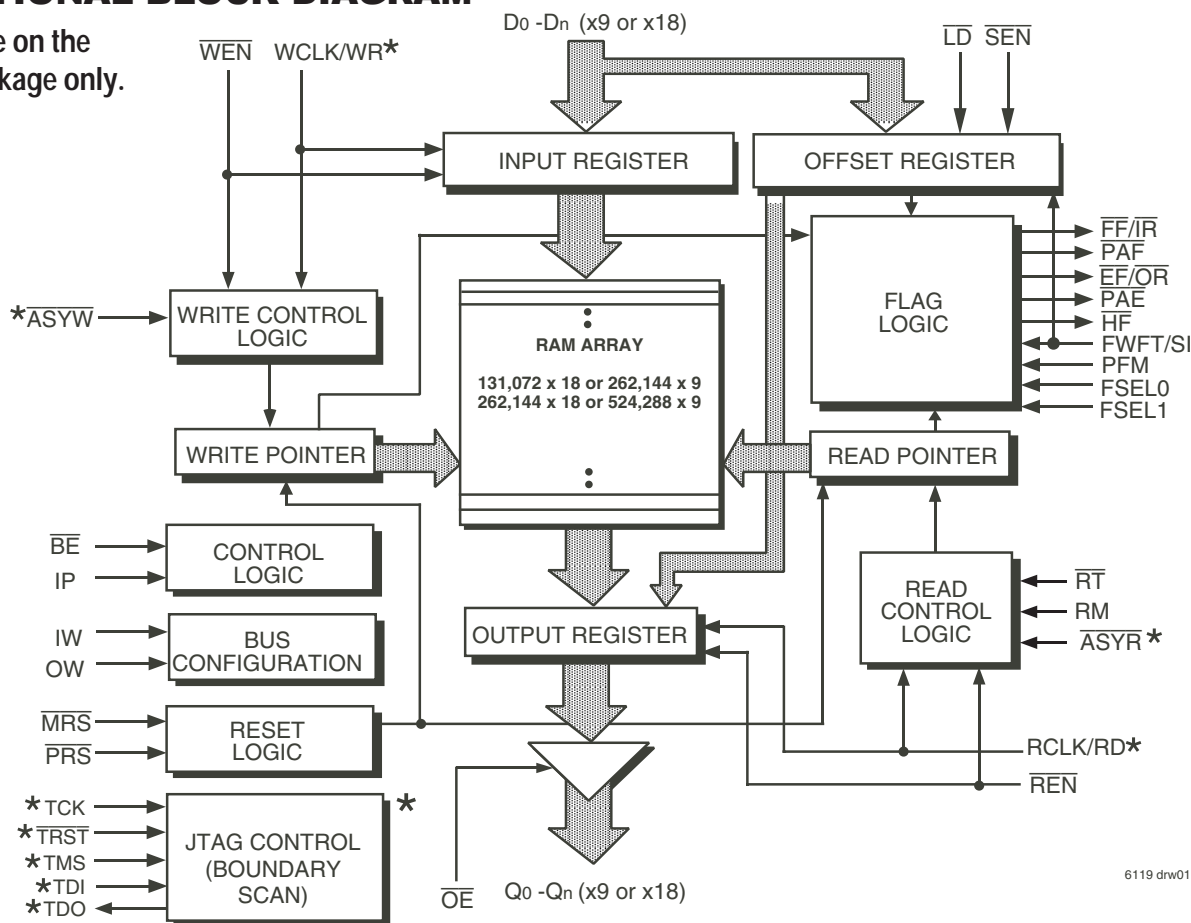 TIONAL BLOCK DIAGRAM
e on the
kage only.
D0 -Dn (x9 or x18)
WEN
WCLK/WR*
LD
SEN
INPUT REGISTER
OFFSET REGISTER
*ASYW
WRITE CONTROL
LOGIC
RAM ARRAY
131,072 x 18 or 262,144 x 9
262,144 x 18 or 524,288 x 9
FLAG
LOGIC
FF/IR
PAF
EF/OR
PAE
HF
FWFT/SI
PFM
FSEL0
FSEL1
WRITE POINTER
READ POINTER
BE
IP
CONTROL
LOGIC
READ
CONTROL
LOGIC
RT
RM
ASYR*
IW
OW
BUS
CONFIGURATION
OUTPUT REGISTER
MRS
PRS
RESET
LOGIC
RCLK/RD*
REN
*TCK
*TRST
*TMS
*TDI
*TDO
JTAG CONTROL
(BOUNDARY
SCAN)
*
OE
Q0 -Qn (x9 or x18)
6119 drw01